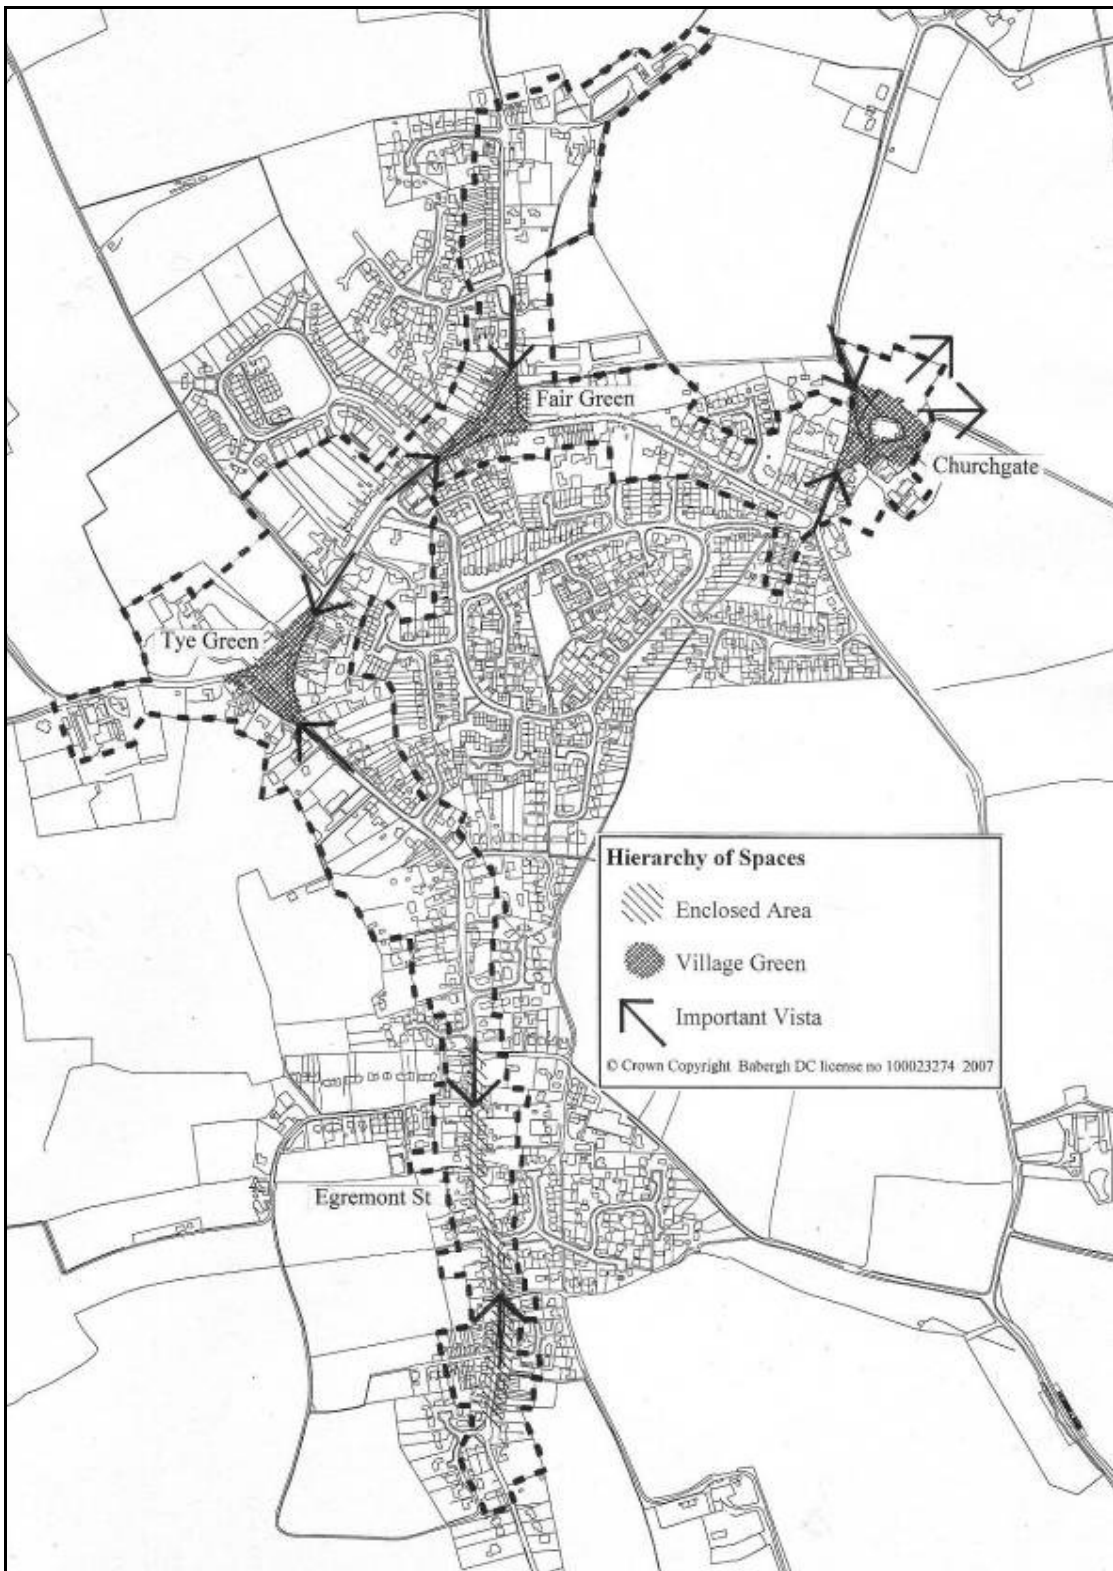 Fair Green
Churchgate
Tye Green
Hierarchy of Spaces
Enclosed Area
Village Green
Important Vista
© Crown Copyright Babergh DC license no 100023274 2007
Egremont St